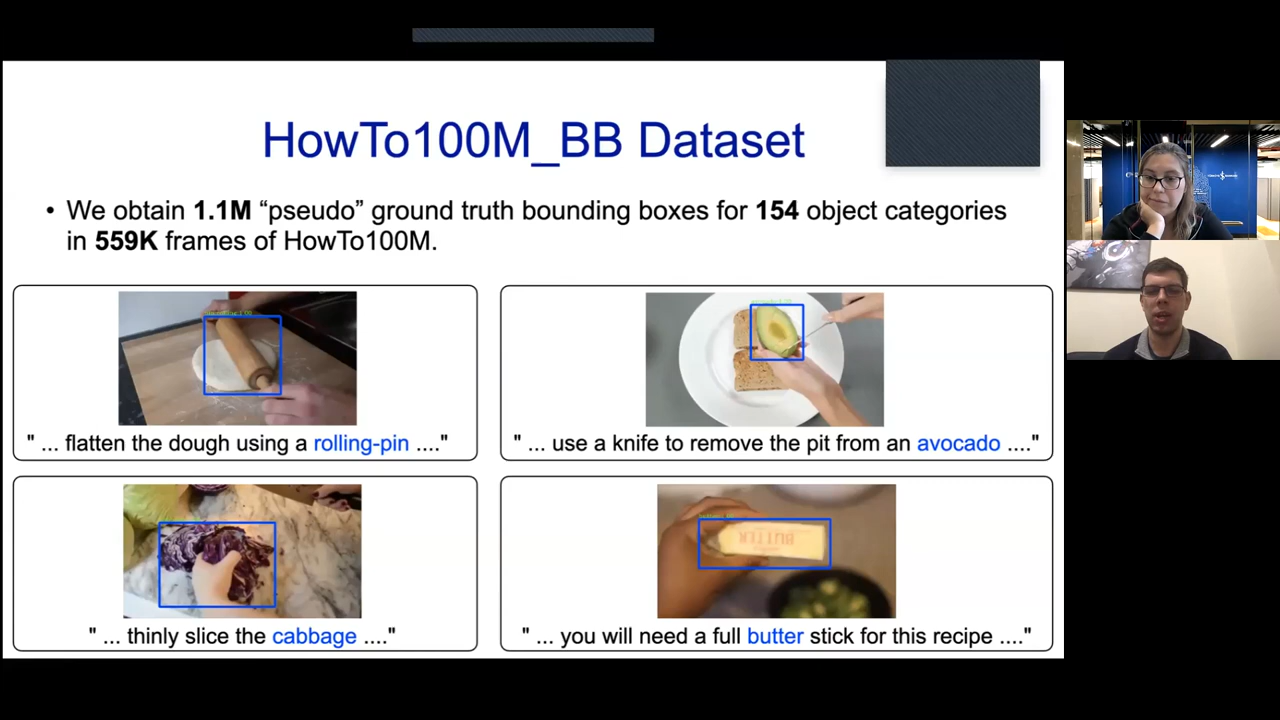 HowTo100M_BB Dataset
• We obtain 1.1M “pseudo” ground truth bounding boxes for 154 object categories
in 559K frames of HowTo100M.
" ... flatten the dough using a rolling-pin ...."
" ... use a knife to remove the pit from an avocado ...."
BUTTER
" ... thinly slice the cabbage ...."
" ... you will need a full butter stick for this recipe ...."